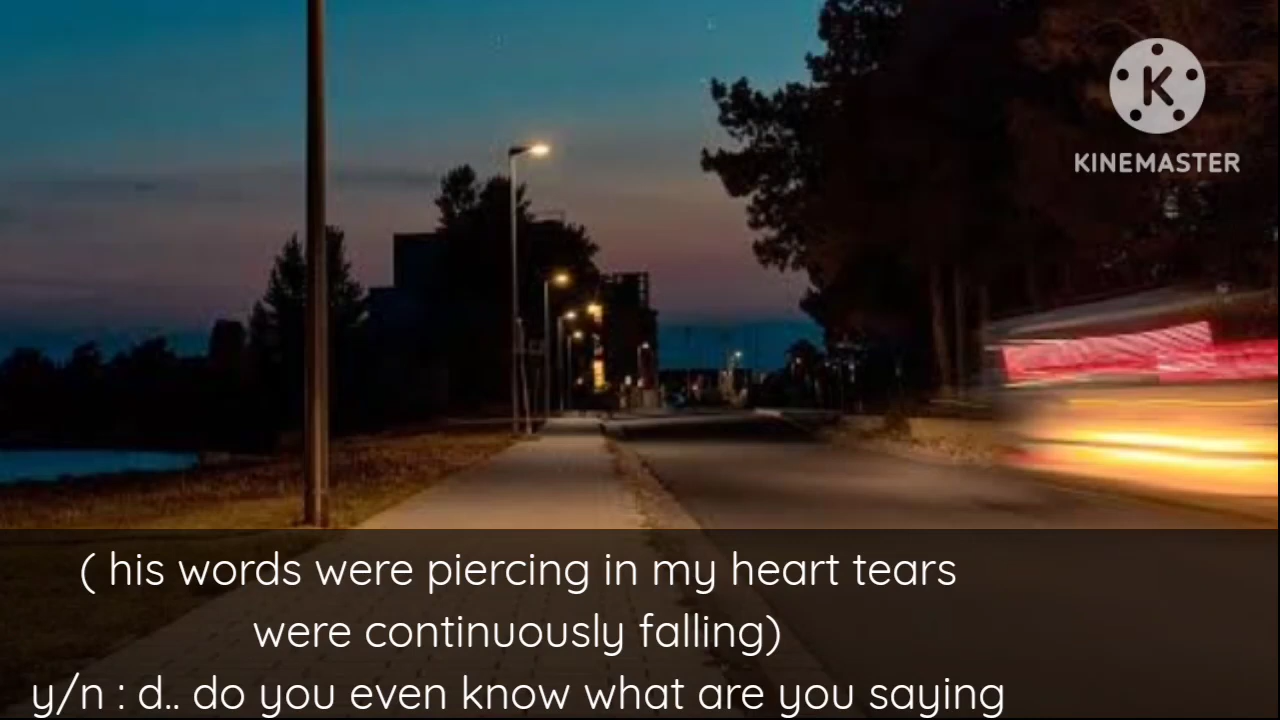 K
KINEMASTER
( his words were piercing in my heart tears
were continuously falling)
y/n : d.. do you even know what are you saying